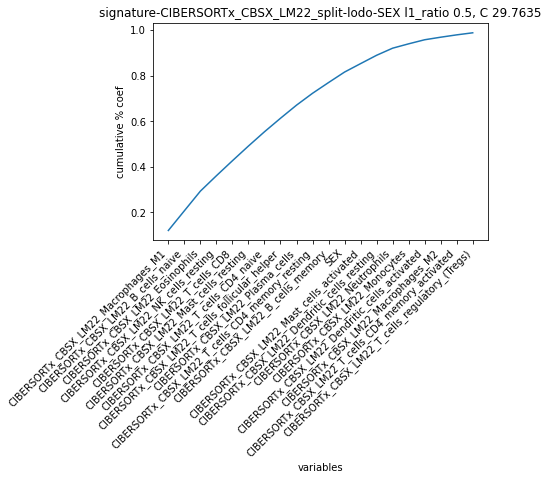 signature-CIBERSORTx_CBSX_LM22_split-lodo-SEX l1_ratio 0.5, C 29.7635
1.0
0.8
0.6
0.4
0.2
cumulative % coef
CIBERSORTx_CBSX_LM22_Macrophages_M1
CIBERSORTx_CBSX_LM22_B_cells_naive
CIBERSORTx_CBSX_LM22_Eosinophils
CIBERSORTx_CBSX_LM22_NK_cells_resting
CIBERSORTx_CBSX_LM22_T_cells_CD8
CIBERSORTx_CBSX_LM22_Mast_cells_resting
CIBERSORTx_CBSX_LM22_T_cells_CD4_naive
CIBERSORTx_CBSX_LM22_T_cells_follicular_helper
CIBERSORTx_CBSX_LM22_Plasma_cells
CIBERSORTx_CBSX_LM22_T_cells_CD4_memory_resting
CIBERSORTx_CBSX_LM22_B_cells_memory
SEX
CIBERSORTx_CBSX_LM22_Mast_cells_activated
CIBERSORTx_CBSX_LM22_Dendritic_cells_resting
CIBERSORTx_CBSX_LM22_Neutrophils
CIBERSORTx_CBSX_LM22_Monocytes
CIBERSORTx_CBSX_LM22_Dendritic_cells_activated
CIBERSORTx_CBSX_LM22_Macrophages_M2
CIBERSORTx_CBSX_LM22_T_cells_CD4_memory_activated
CIBERSORTx_CBSX_LM22_T_cells_regulatory_(Tregs)
variables